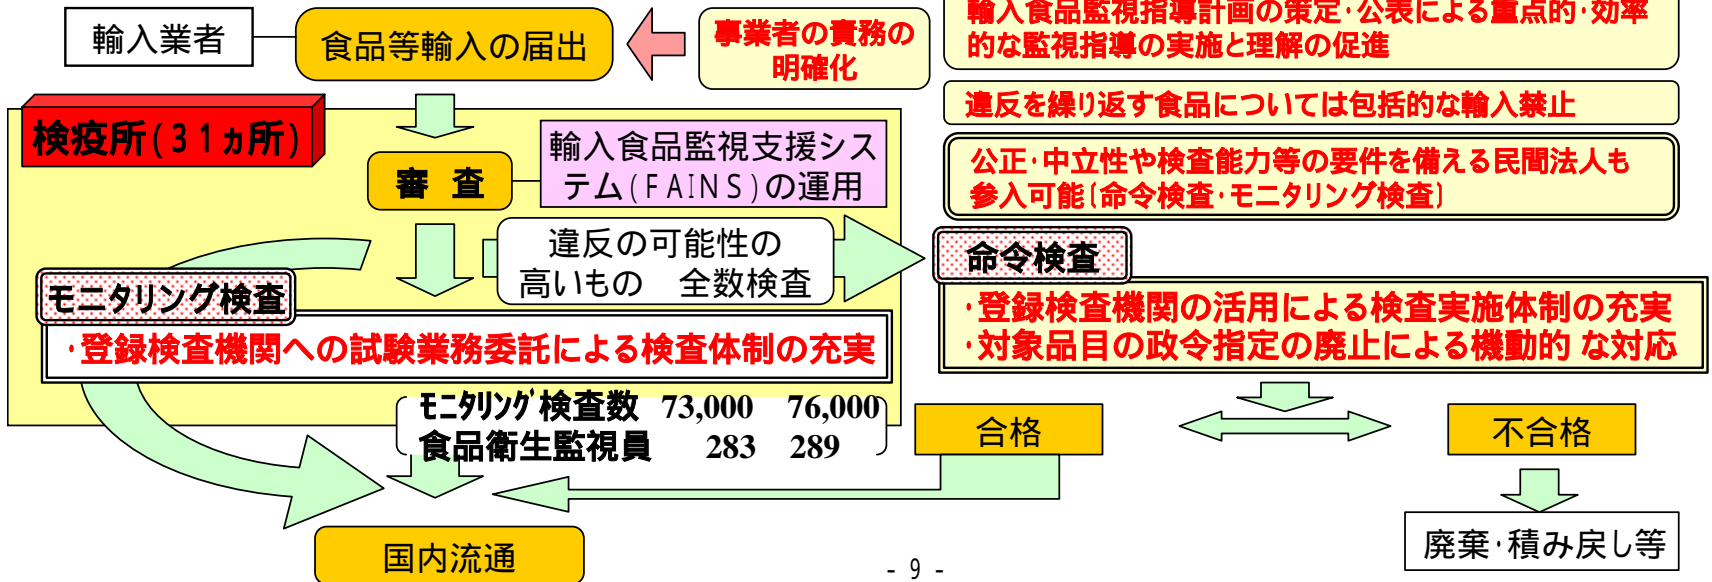 輸入業者
食品等輸入の届出
事業者の責務の
明確化
輸入食品監視指導計画の策定・公表による重点的・効率
的な監視指導の実施と理解の促進
違反を繰り返す食品については包括的な輸入禁止
公正・中立性や検査能力等の要件を備える民間法人も
参入可能(命令検査・モニタリング検査)
検疫所(31ヵ所)
審 査
輸入食品監視支援シス
テム(FAINS)の運用
違反の可能性の
高いもの 全数検査
モニタリング検査
・登録検査機関への試験業務委託による検査体制の充実
命令検査
・登録検査機関の活用による検査実施体制の充実
・対象品目の政令指定の廃止による機動的 な対応
モニタリング検査数 73,000 76,000
食品衛生監視員 283 289
合格
不合格
国内流通
廃棄・積み戻し等
- 9 -